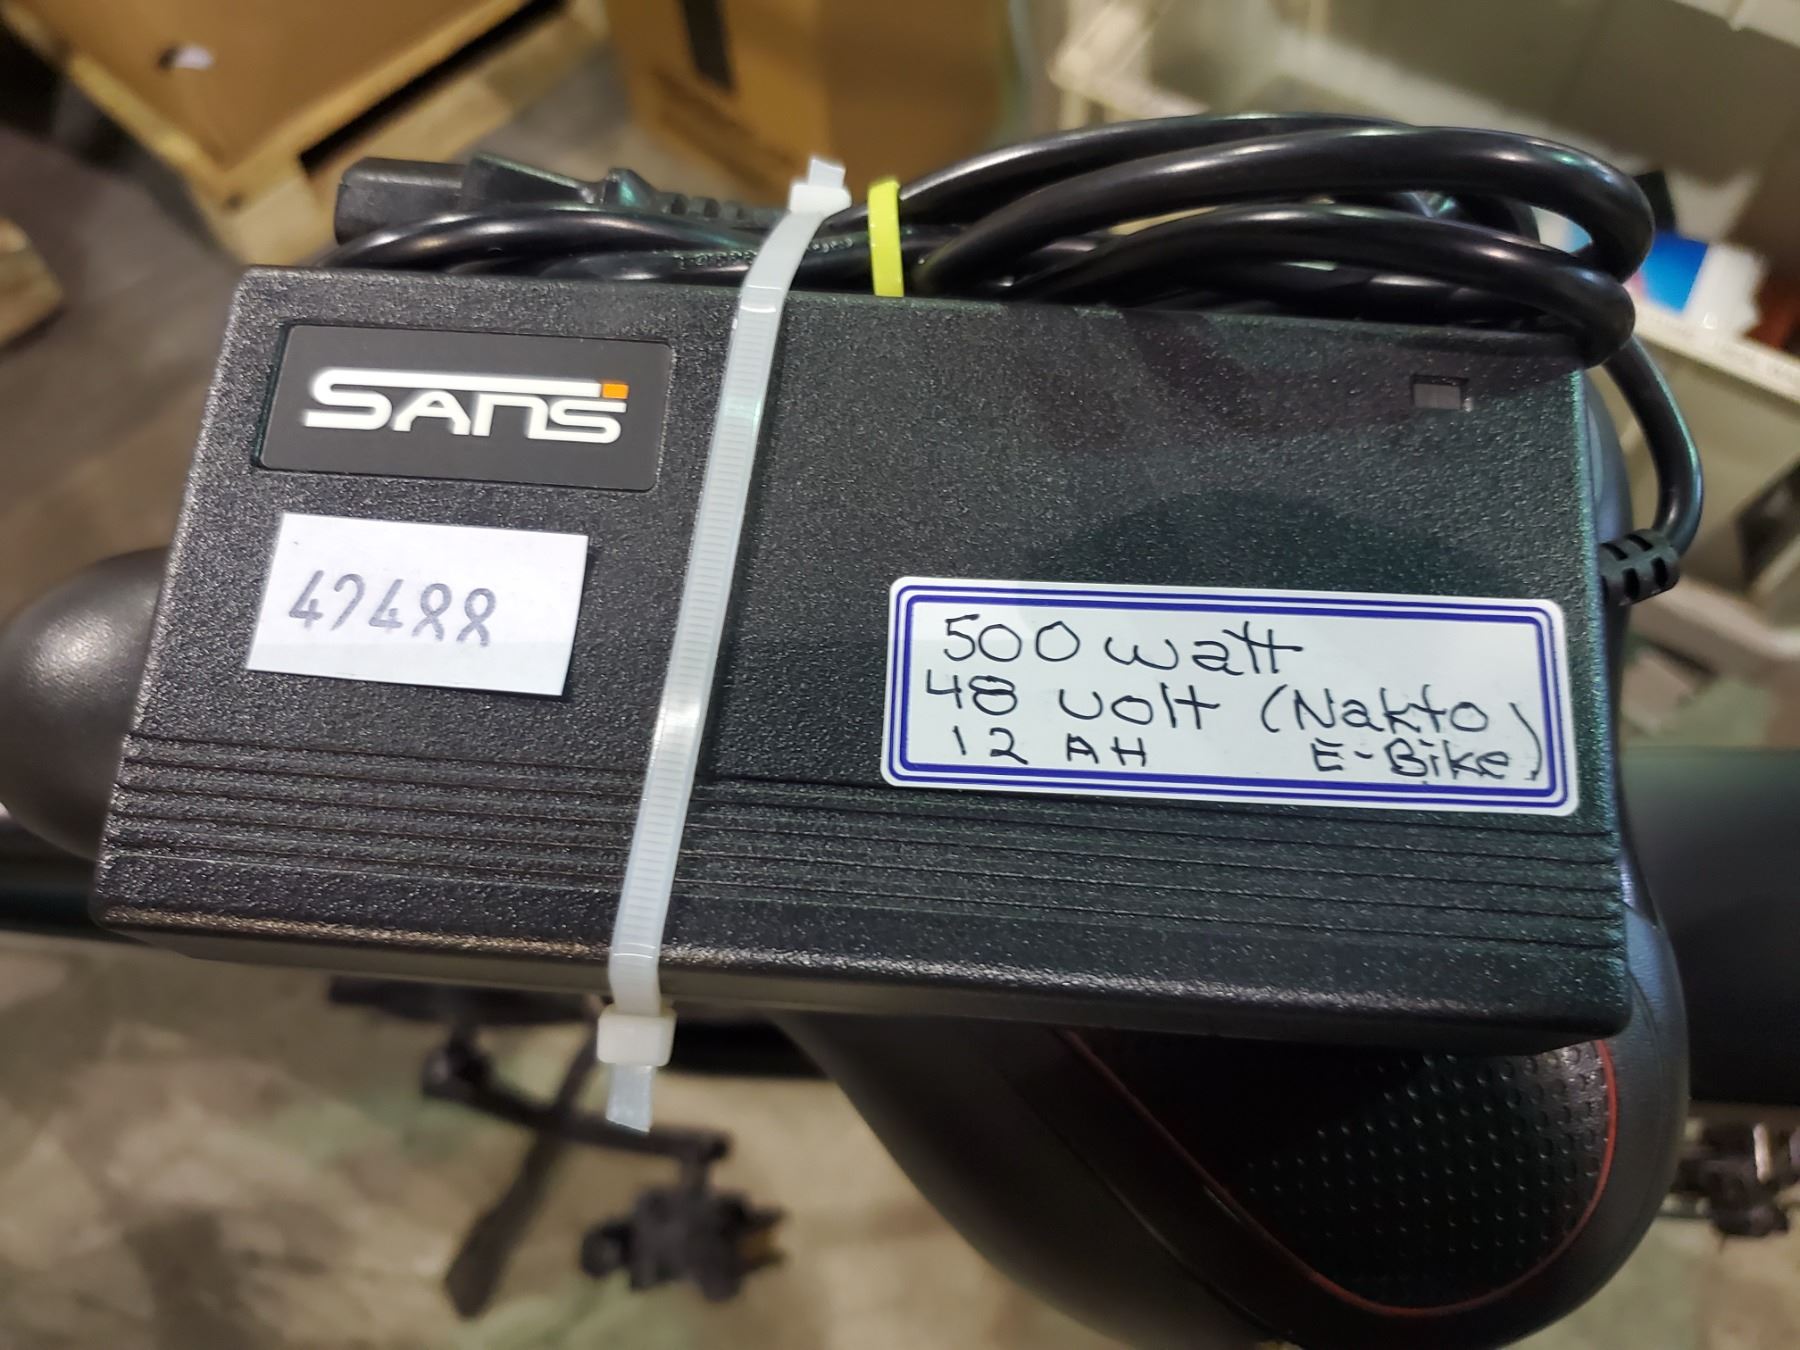 SANS
47488
500 watt
48 volt (Nakto
12 AH E-Bike)